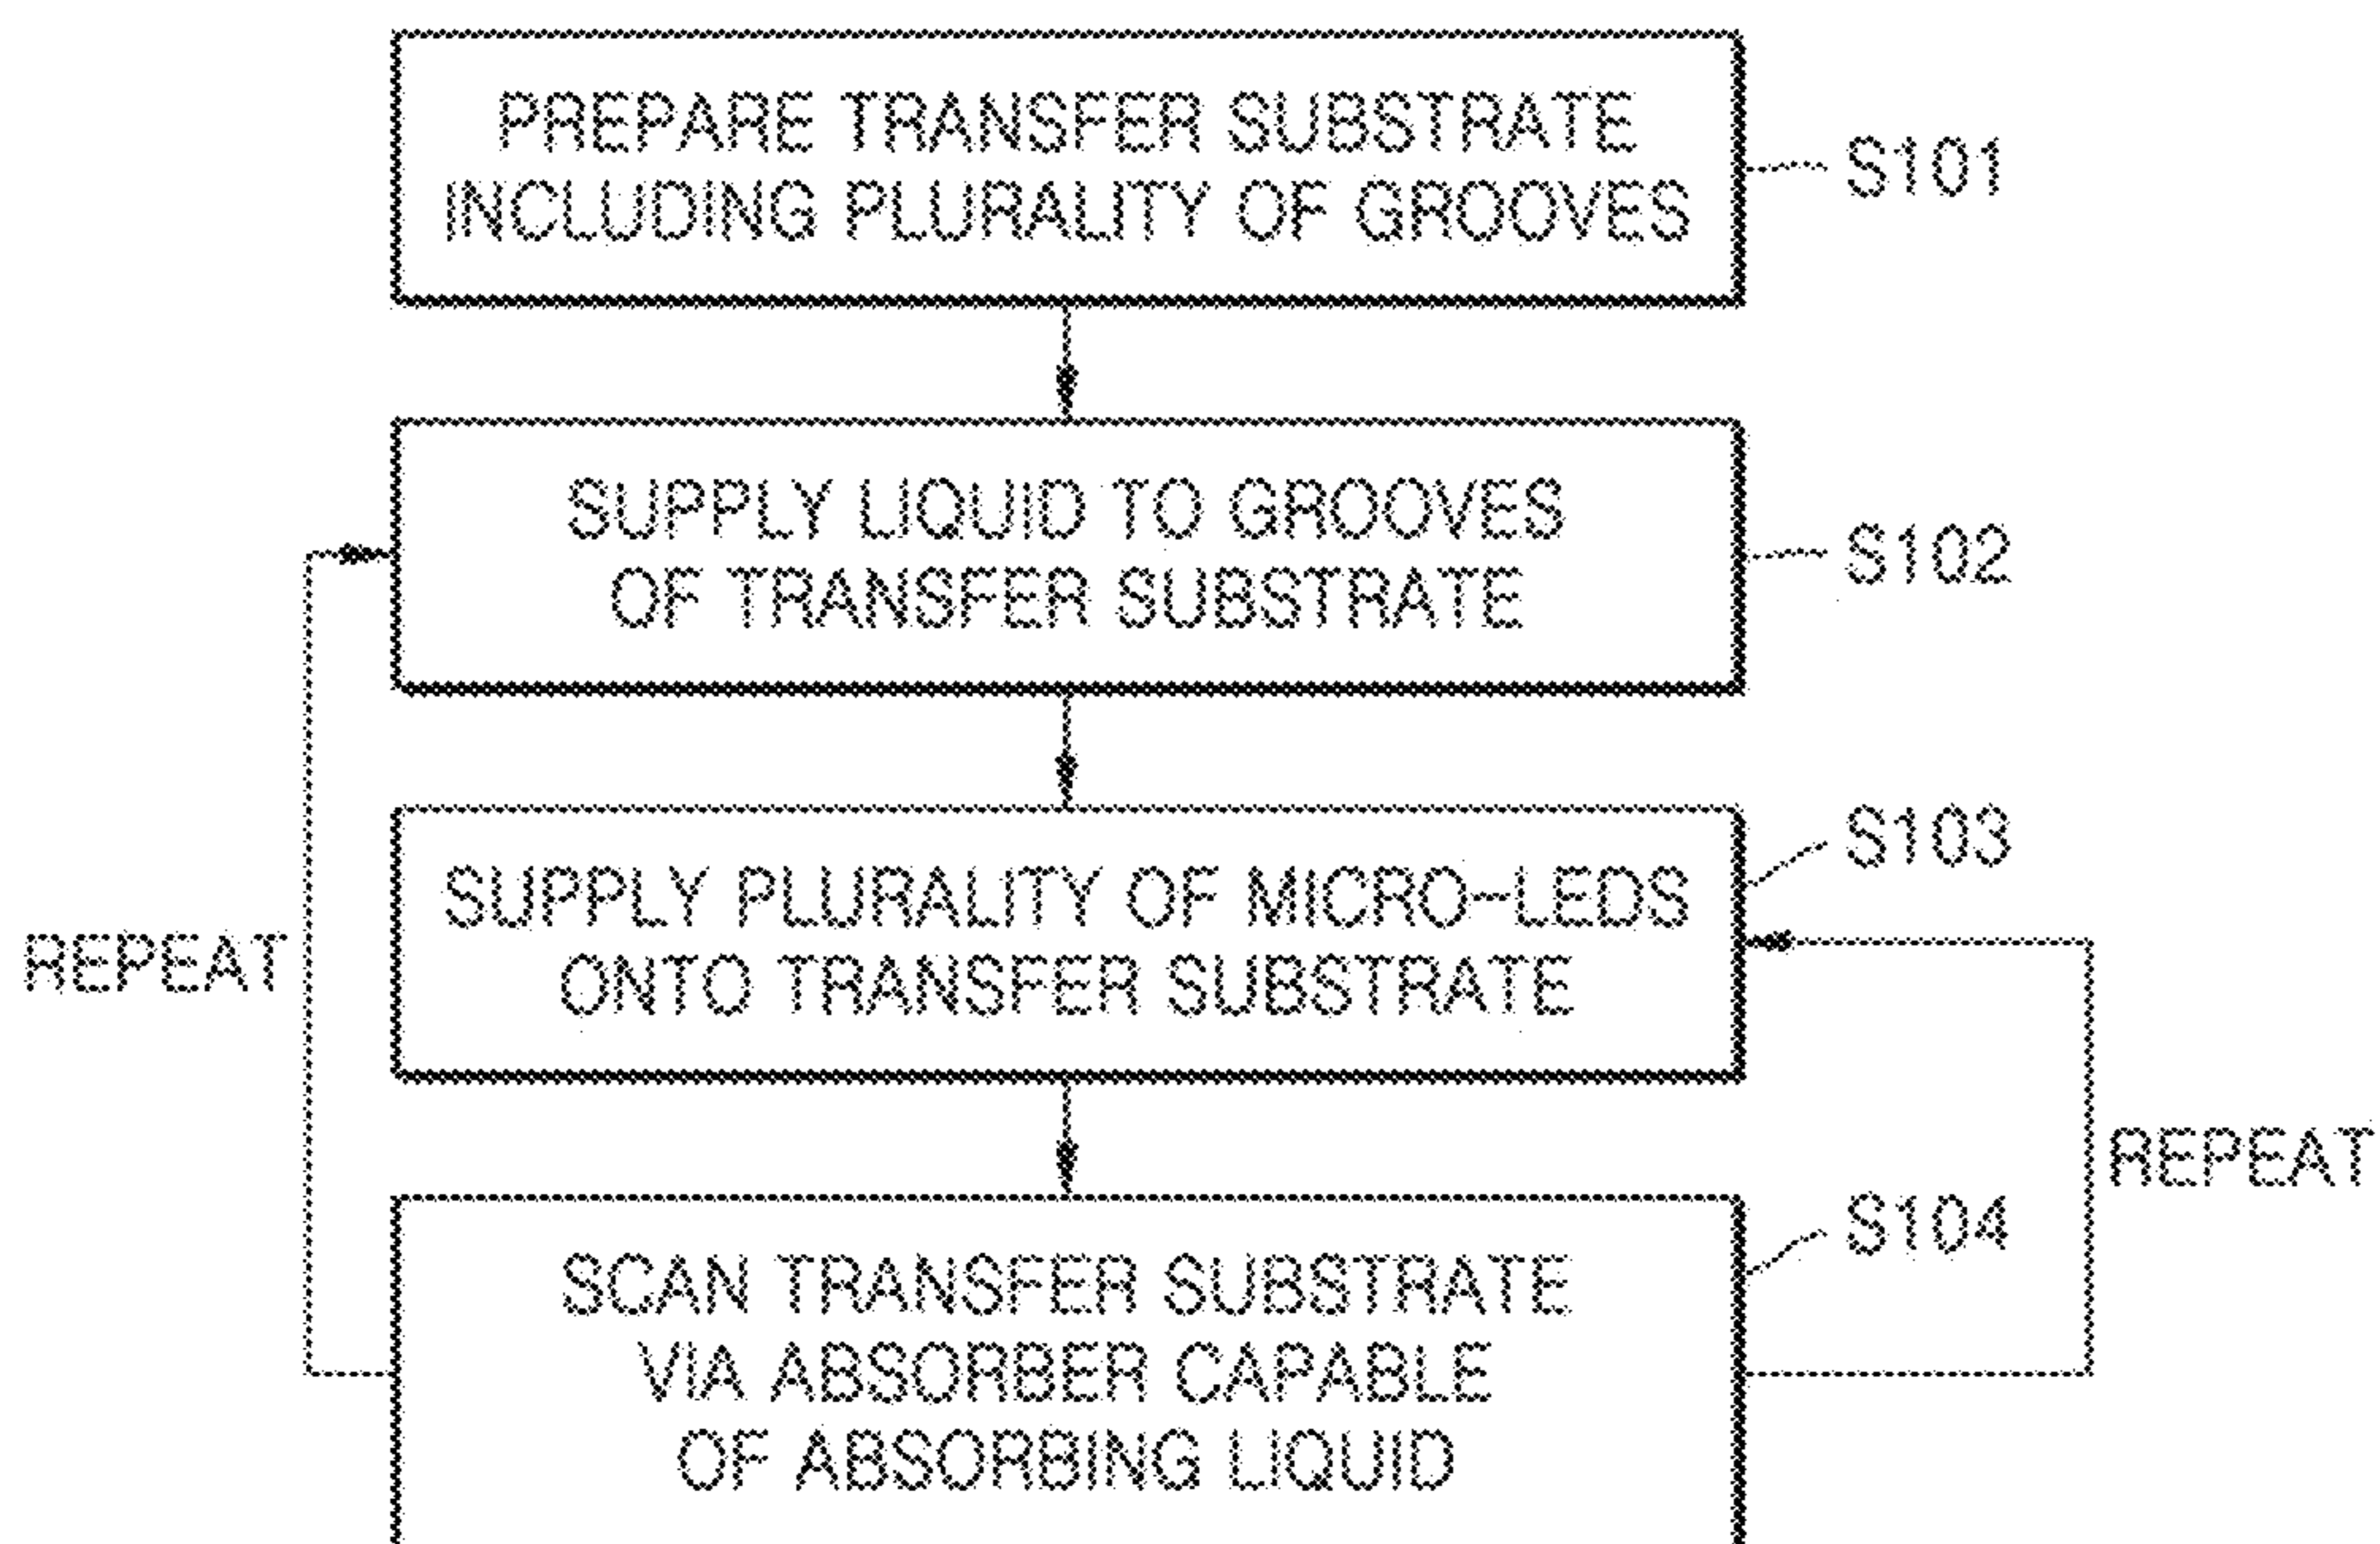 PREPARE TRANSFER SUBSTRATE
INCLUDING PLURALITY OF GROOVES
S101
SUPPLY LIQUID TO GROOVES
OF TRANSFER SUBSTRATE
S102
SUPPLY PLURALITY OF MICRO-LEDS
ONTO TRANSFER SUBSTRATE
S103
REPEAT
REPEAT
SCAN TRANSFER SUBSTRATE
VIA ABSORBER CAPABLE
OF ABSORBING LIQUID
S104